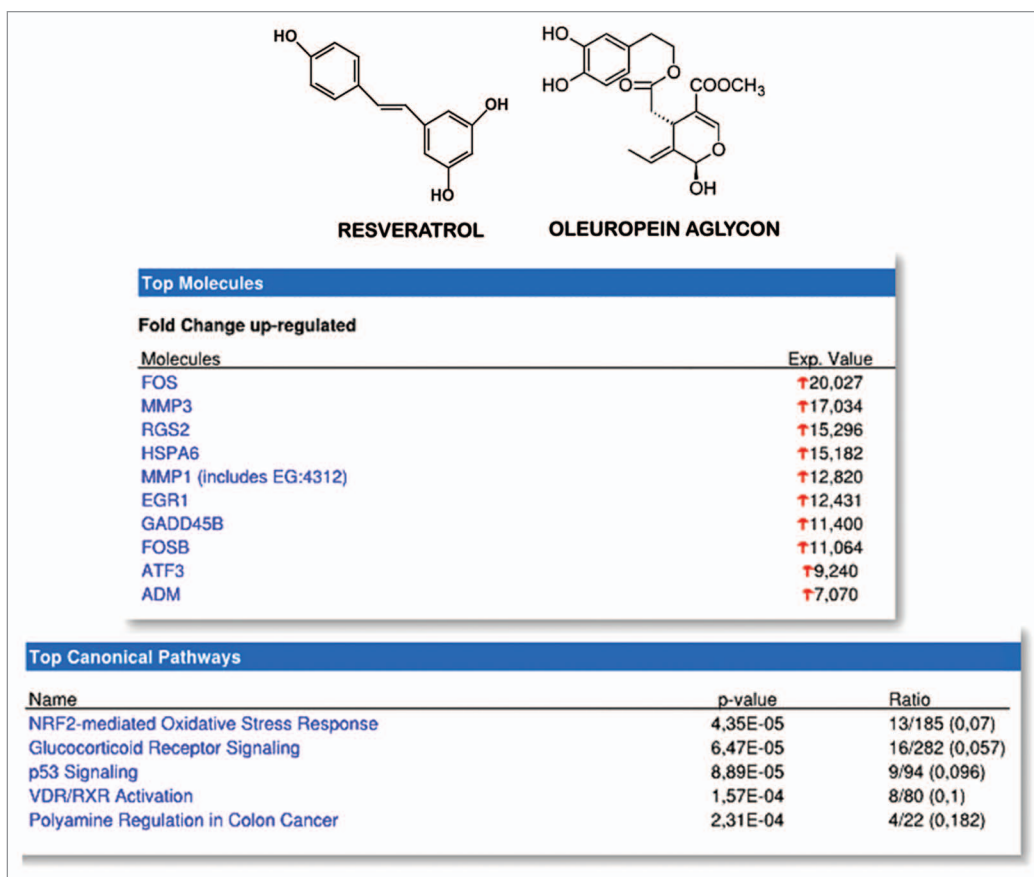 HO
OH
HO
RESVERATROL
HO
HO
O
O
COOCH3
O
OH
OLEUROPEIN AGLYCON
Top Molecules
Fold Change up-regulated
Molecules Exp. Value
FOS ↑20,027
MMP3 ↑17,034
RGS2 ↑15,296
HSPA6 ↑15,182
MMP1 (includes EG:4312) ↑12,820
EGR1 ↑12,431
GADD45B ↑11,400
FOSB ↑11,064
ATF3 ↑9,240
ADM ↑7,070
Top Canonical Pathways
Name p-value Ratio
NRF2-mediated Oxidative Stress Response 4,35E-05 13/185 (0,07)
Glucocorticoid Receptor Signaling 6,47E-05 16/282 (0,057)
p53 Signaling 8,89E-05 9/94 (0,096)
VDR/RXR Activation 1,57E-04 8/80 (0,1)
Polyamine Regulation in Colon Cancer 2,31E-04 4/22 (0,182)